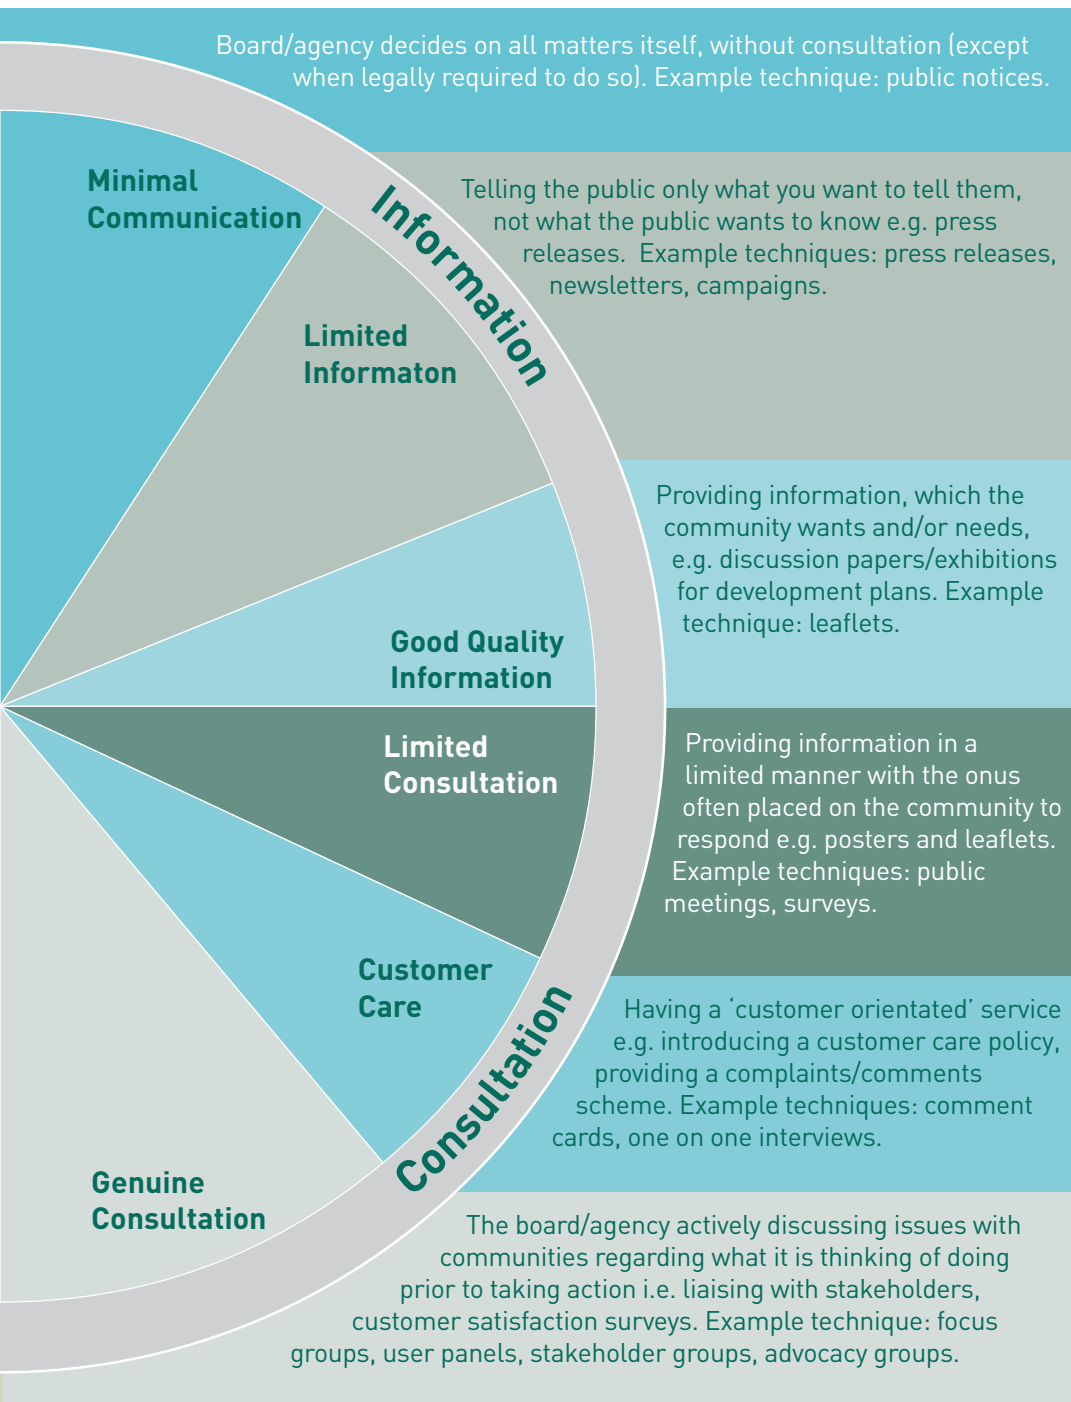 Board/agency decides on all matters itself, without consultation (except
when legally required to do so). Example technique: public notices.
Minimal
Communication
Information
Telling the public only what you want to tell them,
not what the public wants to know e.g. press
releases.  Example techniques: press releases,
newsletters, campaigns.
Limited
Informaton
Providing information, which the
community wants and/or needs,
e.g. discussion papers/exhibitions
for development plans. Example
technique: leaflets.
Good Quality
Information
Limited
Consultation
Providing information in a
limited manner with the onus
often placed on the community to
respond e.g. posters and leaflets.
Example techniques: public
meetings, surveys.
Customer
Care
Consultation
Having a ‘customer orientated’ service
e.g. introducing a customer care policy,
providing a complaints/comments
scheme. Example techniques: comment
cards, one on one interviews.
Genuine
Consultation
The board/agency actively discussing issues with
communities regarding what it is thinking of doing
prior to taking action i.e. liaising with stakeholders,
customer satisfaction surveys. Example technique: focus
groups, user panels, stakeholder groups, advocacy groups.